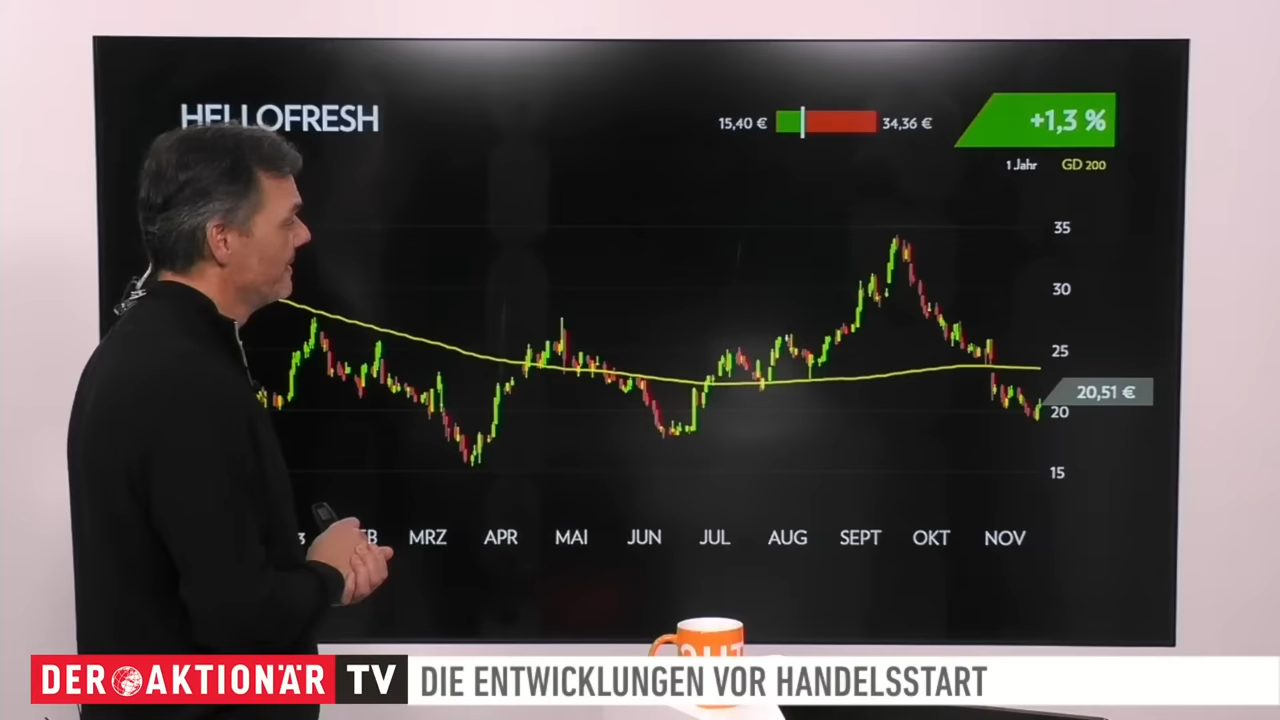 HELLOFRESH
15,40 €
34,36 €
+1,3 %
1 Jahr
GD 200
35
30
25
20,51 €
20
15
3
MRZ
APR
MAI
JUN
JUL
AUG
SEPT
OKT
NOV
DER AKTIONÄR TV
DIE ENTWICKLUNGEN VOR HANDELSSTART